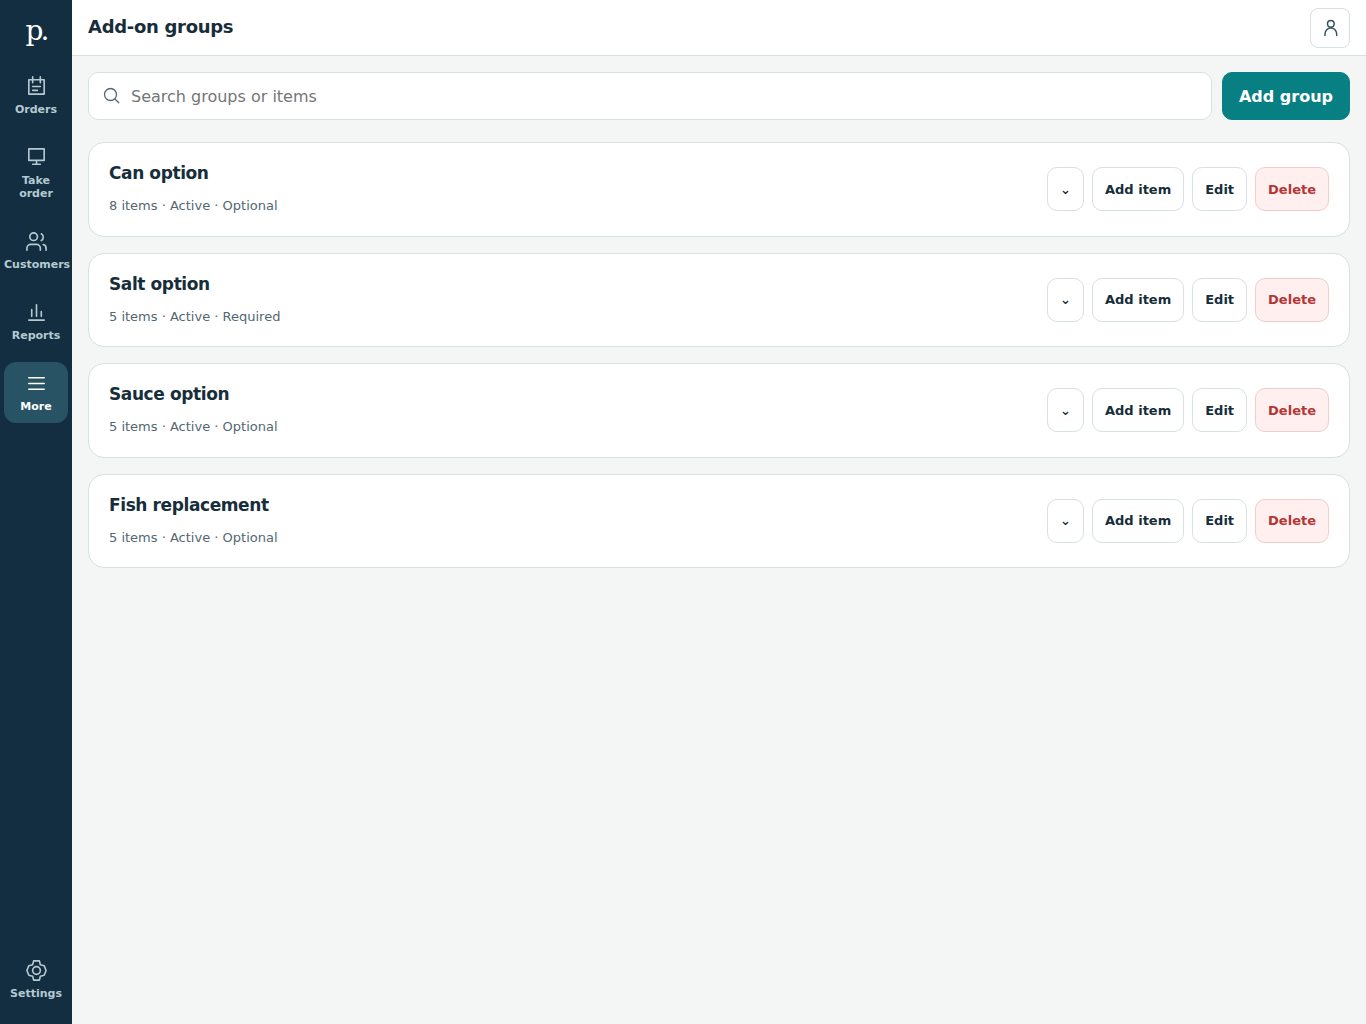 p.
Add-on groups
Orders
Take
order
Customers
Reports
More
Settings
Search groups or items
Add group
Can option
8 items · Active · Optional
⌄
Add item
Edit
Delete
Salt option
5 items · Active · Required
⌄
Add item
Edit
Delete
Sauce option
5 items · Active · Optional
⌄
Add item
Edit
Delete
Fish replacement
5 items · Active · Optional
⌄
Add item
Edit
Delete